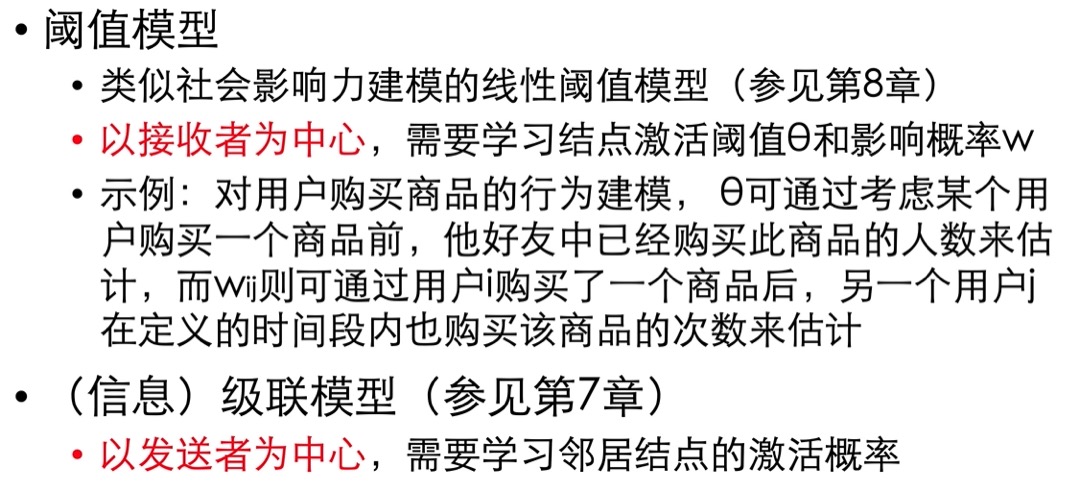 • 阈值模型
• 类似社会影响力建模的线性阈值模型（参见第8章）
• 以接收者为中心，需要学习结点激活阈值θ和影响概率w
• 示例：对用户购买商品的行为建模， θ可通过考虑某个用
户购买一个商品前，他好友中已经购买此商品的人数来估
计，而wij则可通过用户i购买了一个商品后，另一个用户j
在定义的时间段内也购买该商品的次数来估计
• （信息）级联模型（参见第7章）
• 以发送者为中心，需要学习邻居结点的激活概率